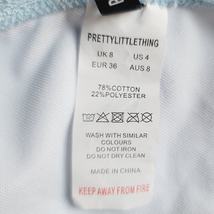 PRETTYLITTLETHING
UK 8 US 4
EUR 36 AUS 8
78%COTTON
22%POLYESTER
WASH WITH SIMILAR
COLOURS
DO NOT IRON
DO NOT DRY CLEAN
MADE IN CHINA
KEEP AWAY FROM FIRE